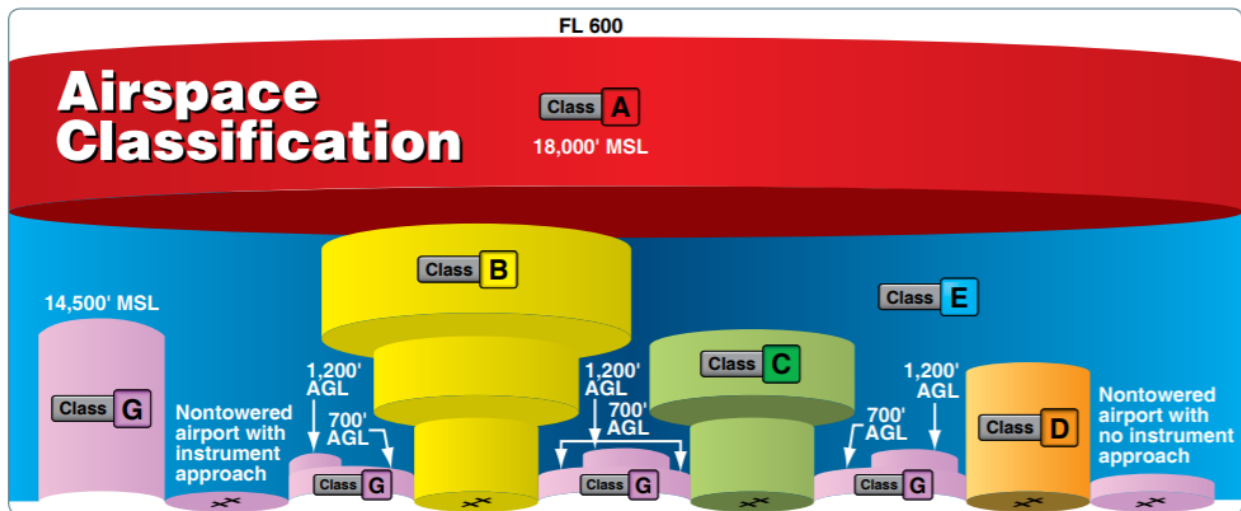 FL 600
Airspace
Classification
Class A
18,000' MSL
Class B
Class E
14,500' MSL
Class C
1,200'
AGL
1,200'
AGL
1,200'
AGL
Class G
Nontowered
airport with
instrument
approach
700'
AGL
700'
AGL
700'
AGL
Class D
Nontowered
airport with
no instrument
approach
Class G
Class G
Class G